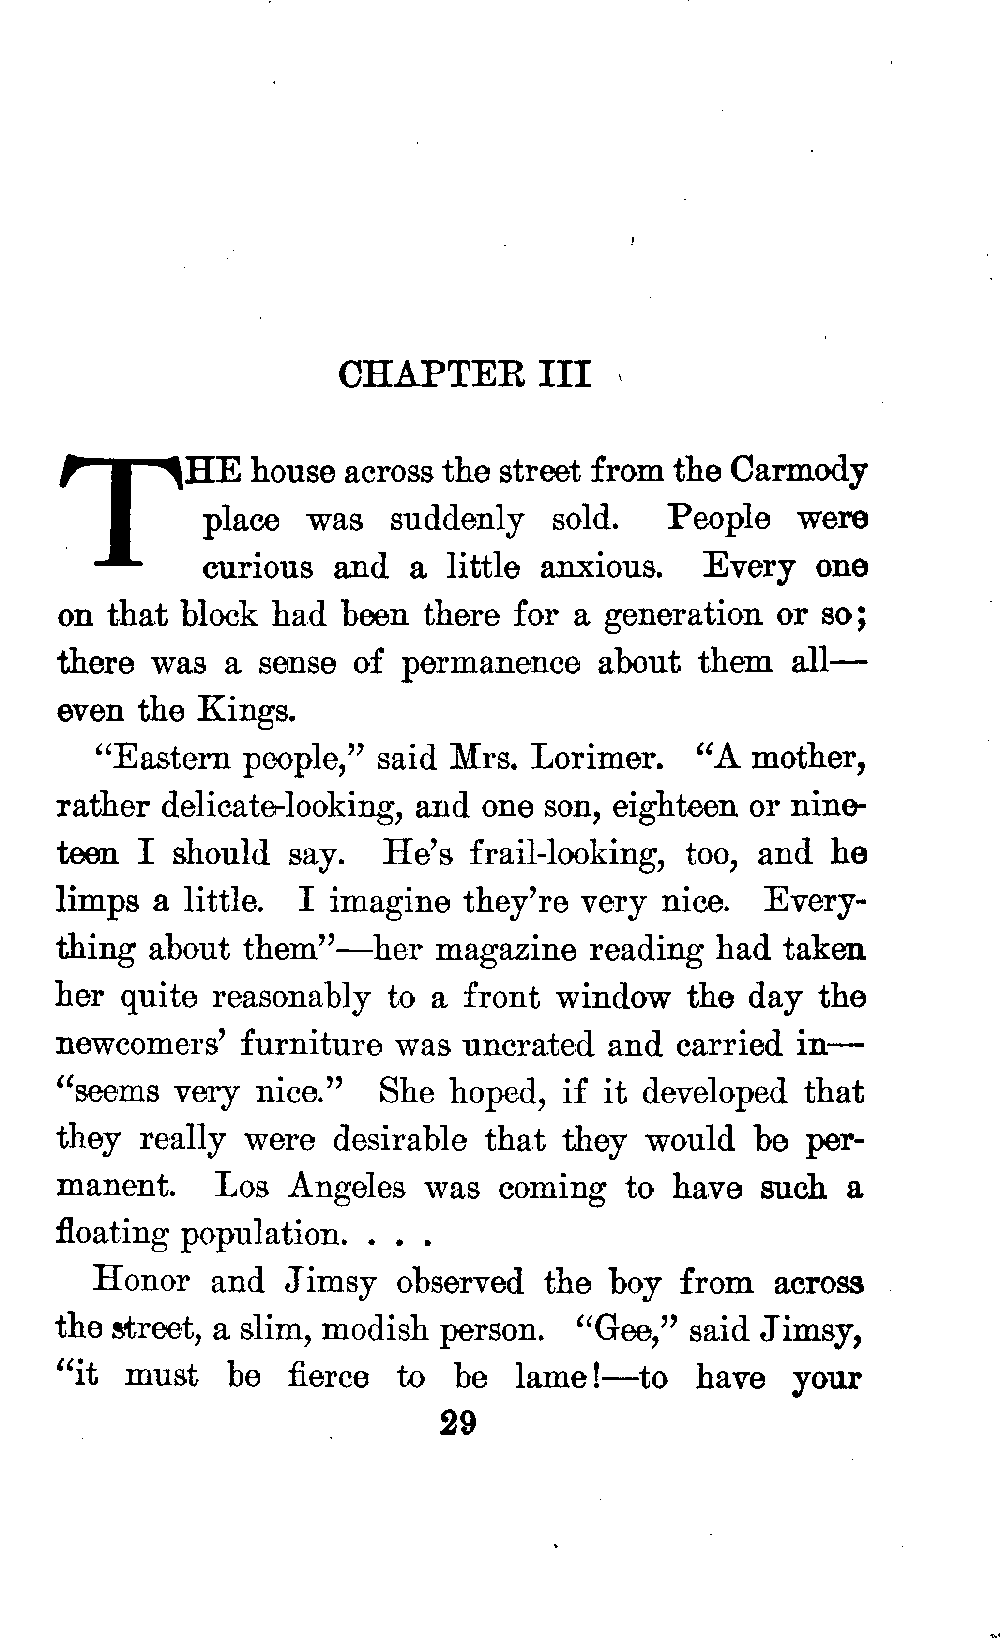 CHAPTER III
THE house across the street from the Carmody
place was suddenly sold. People were
curious and a little anxious. Every one
on that block had been there for a generation or so;
there was a sense of permanence about them all—
even the Kings.
“Eastern people,” said Mrs. Lorimer. “A mother,
rather delicate-looking, and one son, eighteen or nine-
teen I should say. He’s frail-looking, too, and he
limps a little. I imagine they’re very nice. Every-
thing about them”—her magazine reading had taken
her quite reasonably to a front window the day the
newcomers’ furniture was uncrated and carried in—
“seems very nice.” She hoped, if it developed that
they really were desirable that they would be per-
manent. Los Angeles was coming to have such a
floating population. . . .
Honor and Jimsy observed the boy from across
the street, a slim, modish person. “Gee,” said Jimsy,
“it must be fierce to be lame!—to have your
29